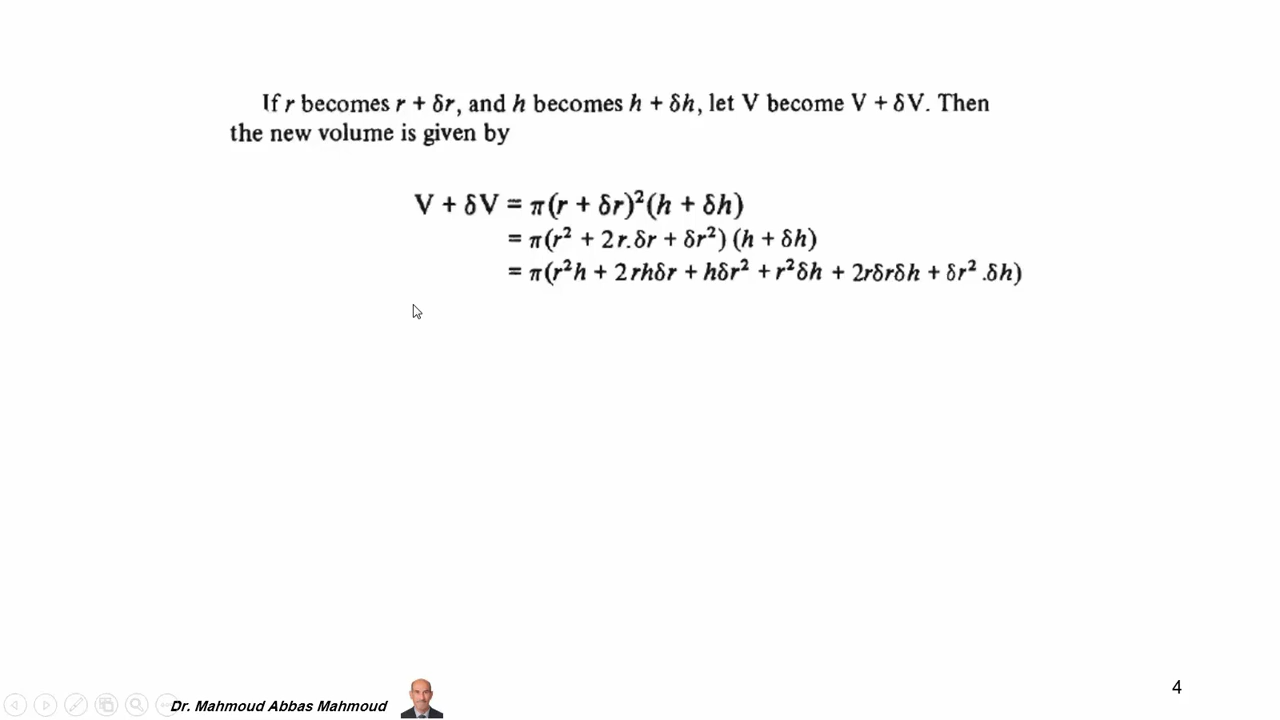 If r becomes r + δr, and h becomes h + δh, let V become V + δV. Then
the new volume is given by
V + δV = π(r + δr)²(h + δh)
= π(r² + 2r.δr + δr²) (h + δh)
= π(r²h + 2rhδr + hδr² + r²δh + 2rδrδh + δr² .δh)
Dr. Mahmoud Abbas Mahmoud
4